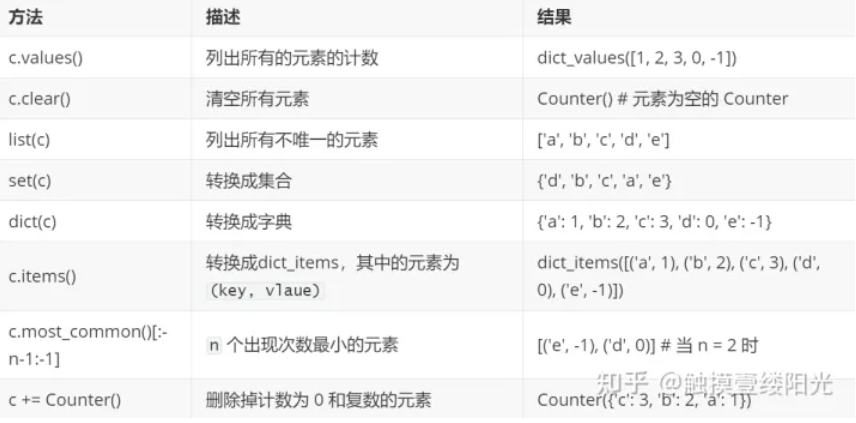 方法 描述 结果
c.values() 列出所有的元素的计数 dict_values([1, 2, 3, 0, -1])
c.clear() 清空所有元素 Counter() # 元素为空的 Counter
list(c) 列出所有不唯一的元素 ['a', 'b', 'c', 'd', 'e']
set(c) 转换成集合 {'d', 'b', 'c', 'a', 'e'}
dict(c) 转换成字典 {'a': 1, 'b': 2, 'c': 3, 'd': 0, 'e': -1}
c.items() 转换成dict_items，其中的元素为
(key, vlaue)
dict_items([('a', 1), ('b', 2), ('c', 3), ('d',
0), ('e', -1)])
c.most_common()[:-
n-1:-1]
n 个出现次数最小的元素 [('e', -1), ('d', 0)] # 当 n = 2 时
c += Counter() 删除掉计数为 0 和复数的元素 Counter({'c': 3, 'b': 2, 'a': 1})
知乎 @触摸壹缕阳光